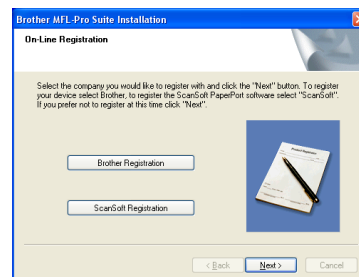 Brother MFL-Pro Suite Installation
On-Line Registration
Select the company you would like to register with and click the "Next" button. To register
your device select Brother, to register the ScanSoft PaperPort software select "ScanSoft".
If you prefer not to register at this time click "Next".
Brother Registration
ScanSoft Registration
< Back
Next >
Cancel